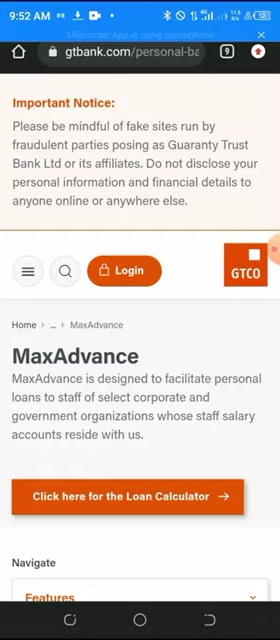 9:52 AM
4G
11.5
XRecorder App is using microphone
gtbank.com/personal-ba
9
Important Notice:
Please be mindful of fake sites run by
fraudulent parties posing as Guaranty Trust
Bank Ltd or its affiliates. Do not disclose your
personal information and financial details to
anyone online or anywhere else.
Login
GTCO
Home > ... > MaxAdvance
MaxAdvance
MaxAdvance is designed to facilitate personal
loans to staff of select corporate and
government organizations whose staff salary
accounts reside with us.
Click here for the Loan Calculator →
Navigate
Features